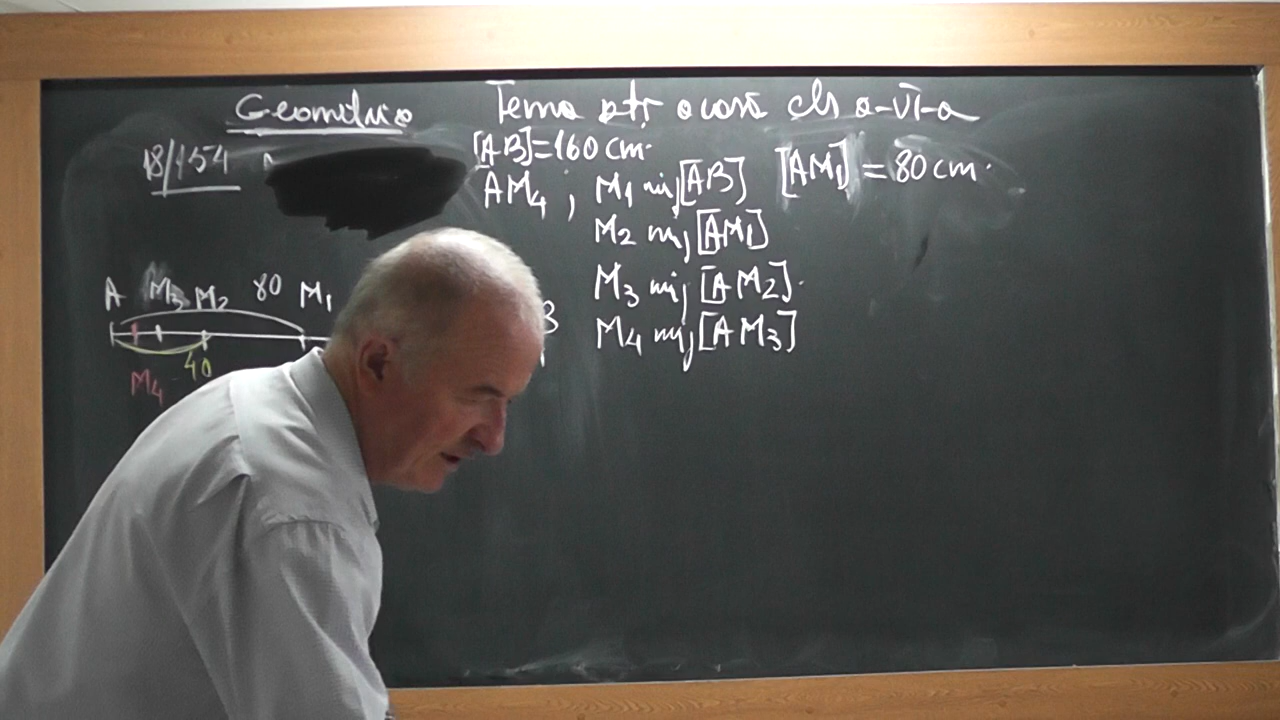 Geometrie Tema ptr acasă cls a-VI-a
18/154 [AB]=160 cm.
AM4 ; M1 mij[AB] [AM1] = 80 cm.
M2 mij[AM1]
M3 mij[AM2].
M4 mij[AM3]
A M3 M2 80 M1 B
40
M4